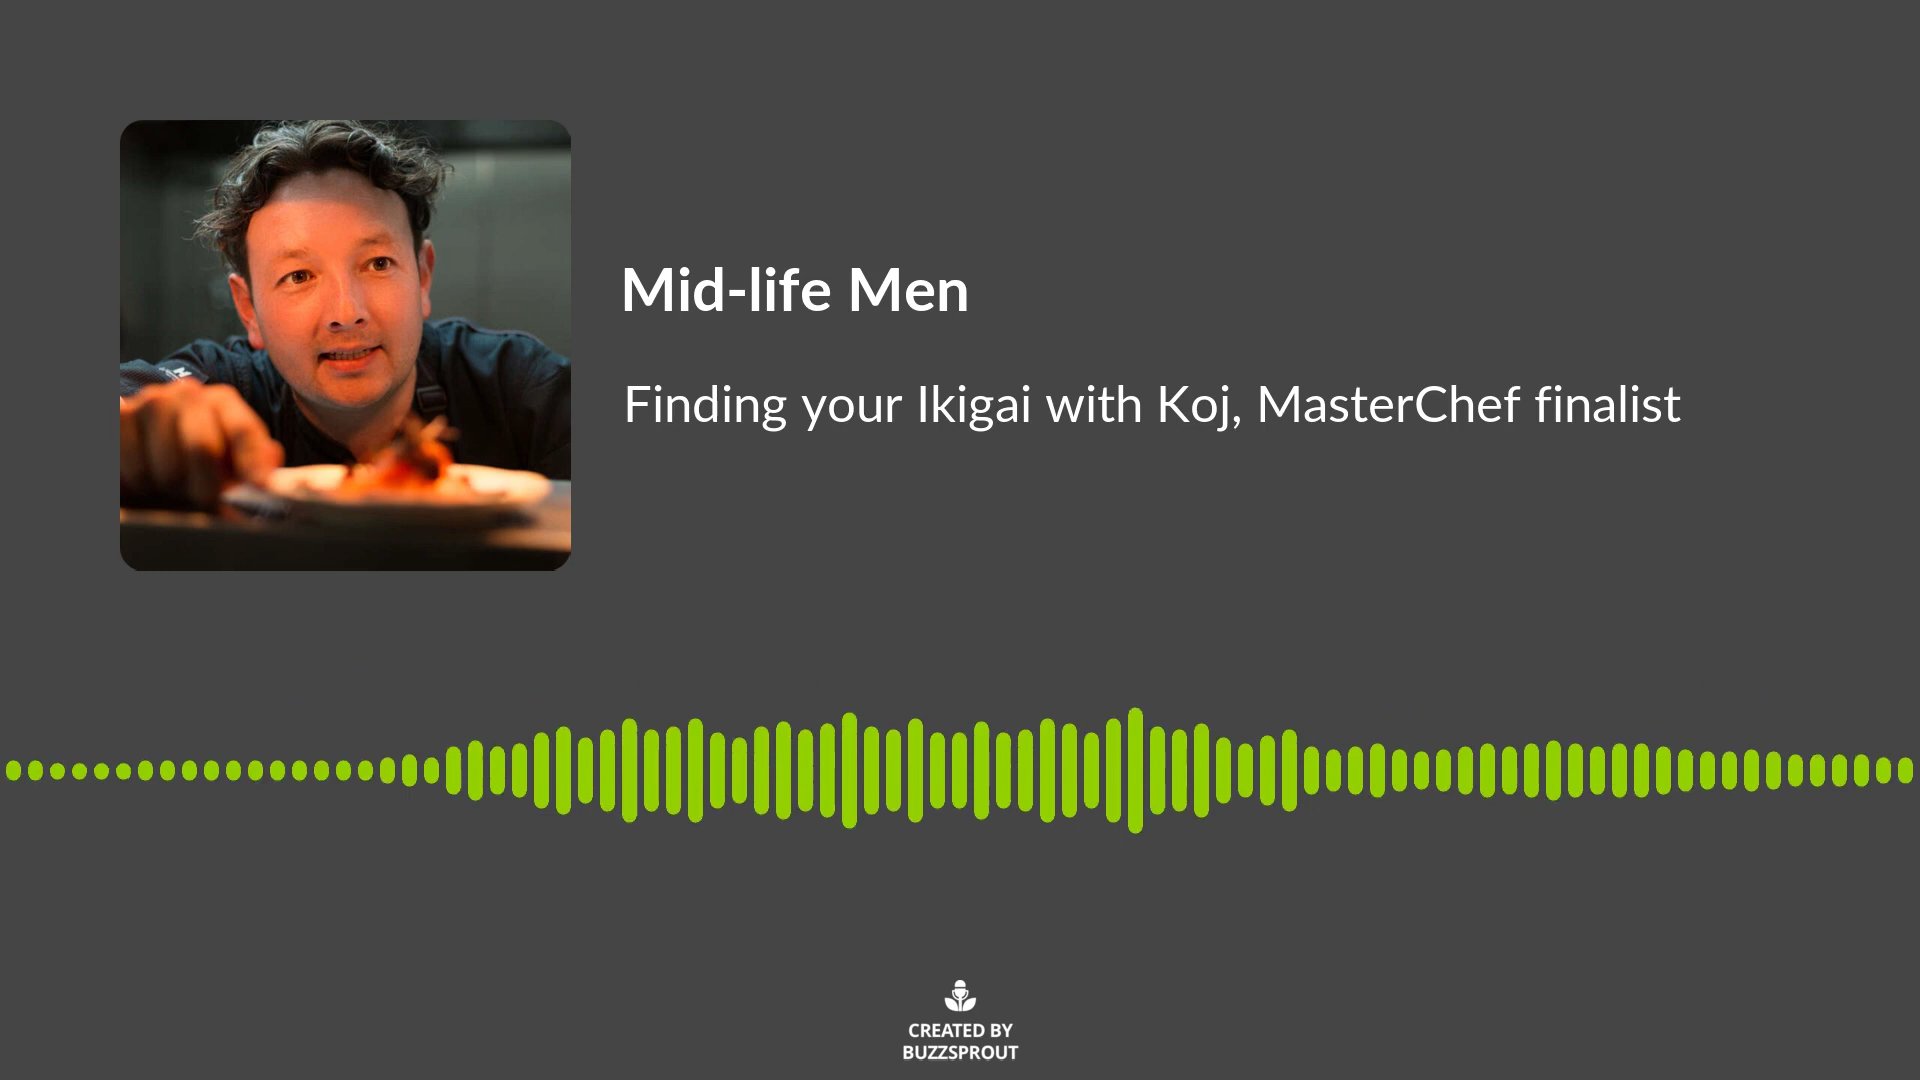 Mid-life Men
Finding your Ikigai with Koj, MasterChef finalist
CREATED BY
BUZZSPROUT